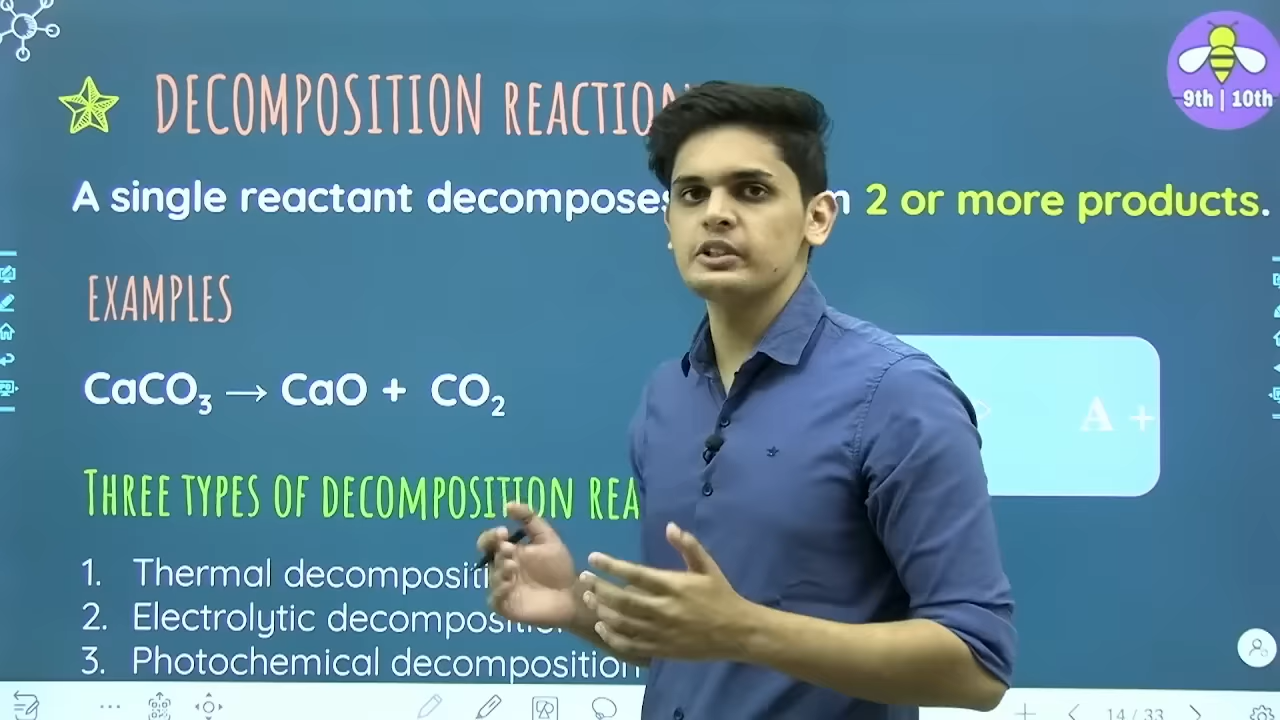 DECOMPOSITION REACTION
9th | 10th
A single reactant decomposes 2 or more products.
EXAMPLES
CaCO₃ → CaO + CO₂
A +
THREE TYPES OF DECOMPOSITION REA
1. Thermal decompositi
2. Electrolytic decompositio
3. Photochemical decomposition
14 / 33